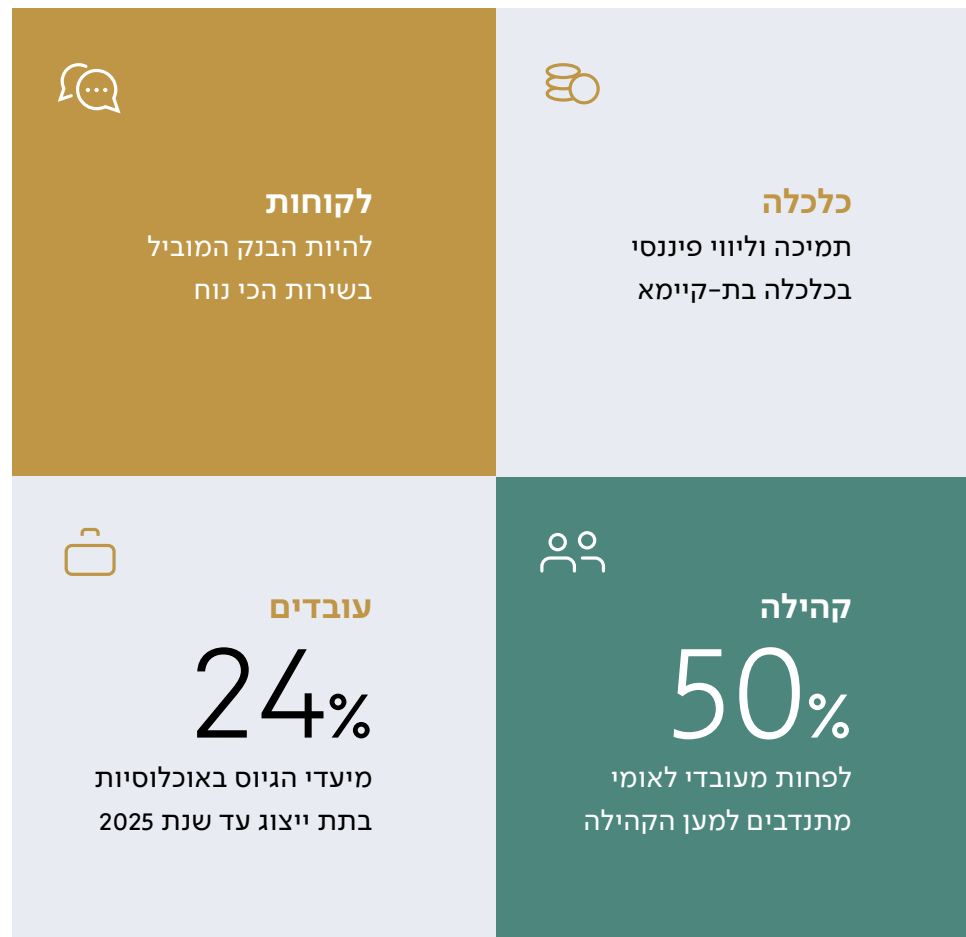 כלכלה
תמיכה וליווי פיננסי
בכלכלה בת-קיימא
לקוחות
להיות הבנק המוביל
בשירות הכי נוח
קהילה
50%
לפחות מעובדי לאומי
מתנדבים למען הקהילה
עובדים
24%
מיעדי הגיוס באוכלוסיות
בתת ייצוג עד שנת 2025